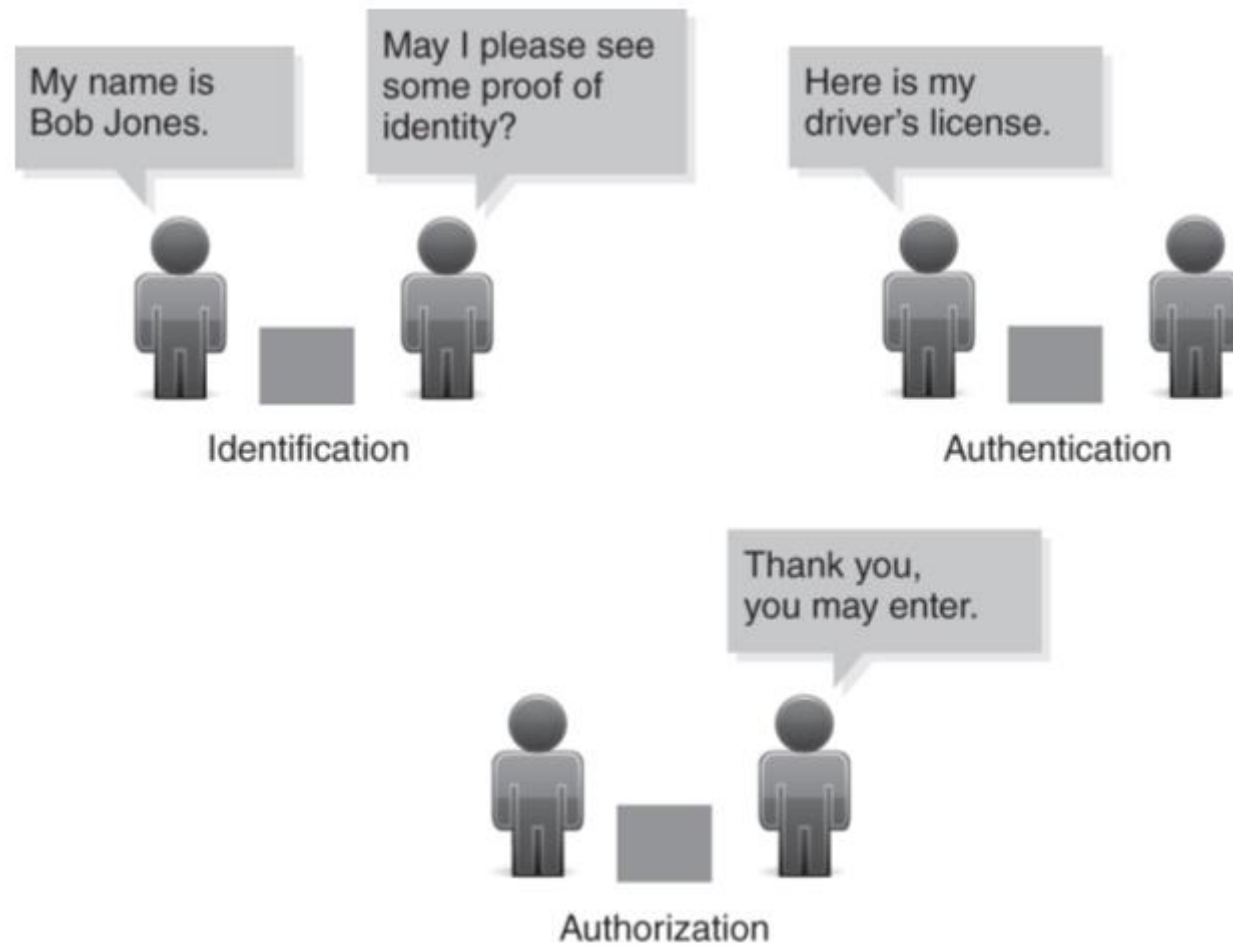 My name is
Bob Jones.
May I please see
some proof of
identity?
Identification
Here is my
driver’s license.
Authentication
Thank you,
you may enter.
Authorization